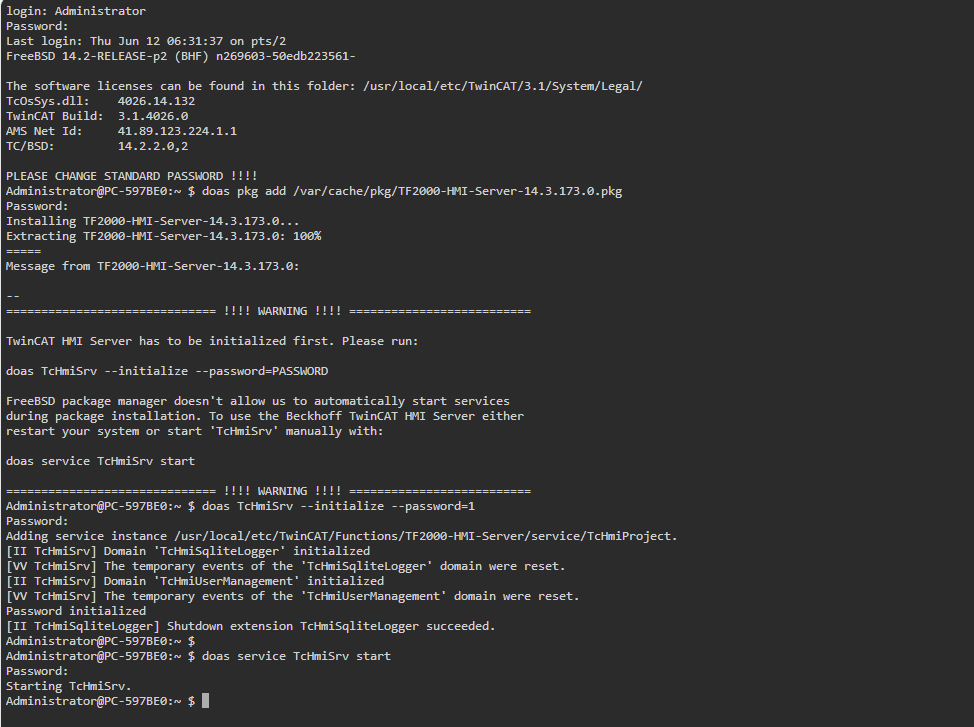 login: Administrator
Password:
Last login: Thu Jun 12 06:31:37 on pts/2
FreeBSD 14.2-RELEASE-p2 (BHF) n269603-50edb223561-
The software licenses can be found in this folder: /usr/local/etc/TwinCAT/3.1/System/Legal/
TcOsSys.dll:    4026.14.132
TwinCAT Build:  3.1.4026.0
AMS Net Id:     41.89.123.224.1.1
TC/BSD:         14.2.2.0,2
PLEASE CHANGE STANDARD PASSWORD !!!!
Administrator@PC-597BE0:~ $ doas pkg add /var/cache/pkg/TF2000-HMI-Server-14.3.173.0.pkg
Password:
Installing TF2000-HMI-Server-14.3.173.0...
Extracting TF2000-HMI-Server-14.3.173.0: 100%
=====
Message from TF2000-HMI-Server-14.3.173.0:
--
============================== !!!! WARNING !!!! ==========================
TwinCAT HMI Server has to be initialized first. Please run:
doas TcHmiSrv --initialize --password=PASSWORD
FreeBSD package manager doesn't allow us to automatically start services
during package installation. To use the Beckhoff TwinCAT HMI Server either
restart your system or start 'TcHmiSrv' manually with:
doas service TcHmiSrv start
============================== !!!! WARNING !!!! ==========================
Administrator@PC-597BE0:~ $ doas TcHmiSrv --initialize --password=1
Password:
Adding service instance /usr/local/etc/TwinCAT/Functions/TF2000-HMI-Server/service/TcHmiProject.
[II TcHmiSrv] Domain 'TcHmiSqliteLogger' initialized
[VV TcHmiSrv] The temporary events of the 'TcHmiSqliteLogger' domain were reset.
[II TcHmiSrv] Domain 'TcHmiUserManagement' initialized
[VV TcHmiSrv] The temporary events of the 'TcHmiUserManagement' domain were reset.
Password initialized
[II TcHmiSqliteLogger] Shutdown extension TcHmiSqliteLogger succeeded.
Administrator@PC-597BE0:~ $
Administrator@PC-597BE0:~ $ doas service TcHmiSrv start
Password:
Starting TcHmiSrv.
Administrator@PC-597BE0:~ $